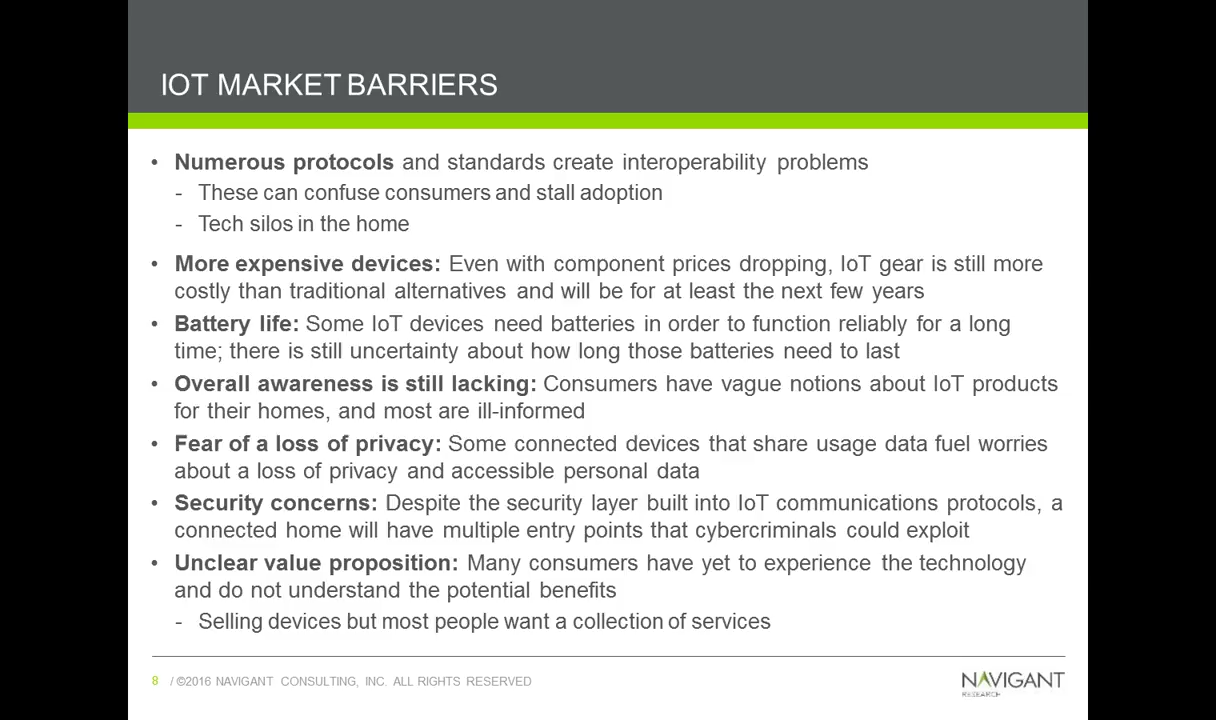 IOT MARKET BARRIERS
• Numerous protocols and standards create interoperability problems
- These can confuse consumers and stall adoption
- Tech silos in the home
• More expensive devices: Even with component prices dropping, IoT gear is still more
costly than traditional alternatives and will be for at least the next few years
• Battery life: Some IoT devices need batteries in order to function reliably for a long
time; there is still uncertainty about how long those batteries need to last
• Overall awareness is still lacking: Consumers have vague notions about IoT products
for their homes, and most are ill-informed
• Fear of a loss of privacy: Some connected devices that share usage data fuel worries
about a loss of privacy and accessible personal data
• Security concerns: Despite the security layer built into IoT communications protocols, a
connected home will have multiple entry points that cybercriminals could exploit
• Unclear value proposition: Many consumers have yet to experience the technology
and do not understand the potential benefits
- Selling devices but most people want a collection of services
8 / ©2016 NAVIGANT CONSULTING, INC. ALL RIGHTS RESERVED
NAVIGANT
RESEARCH